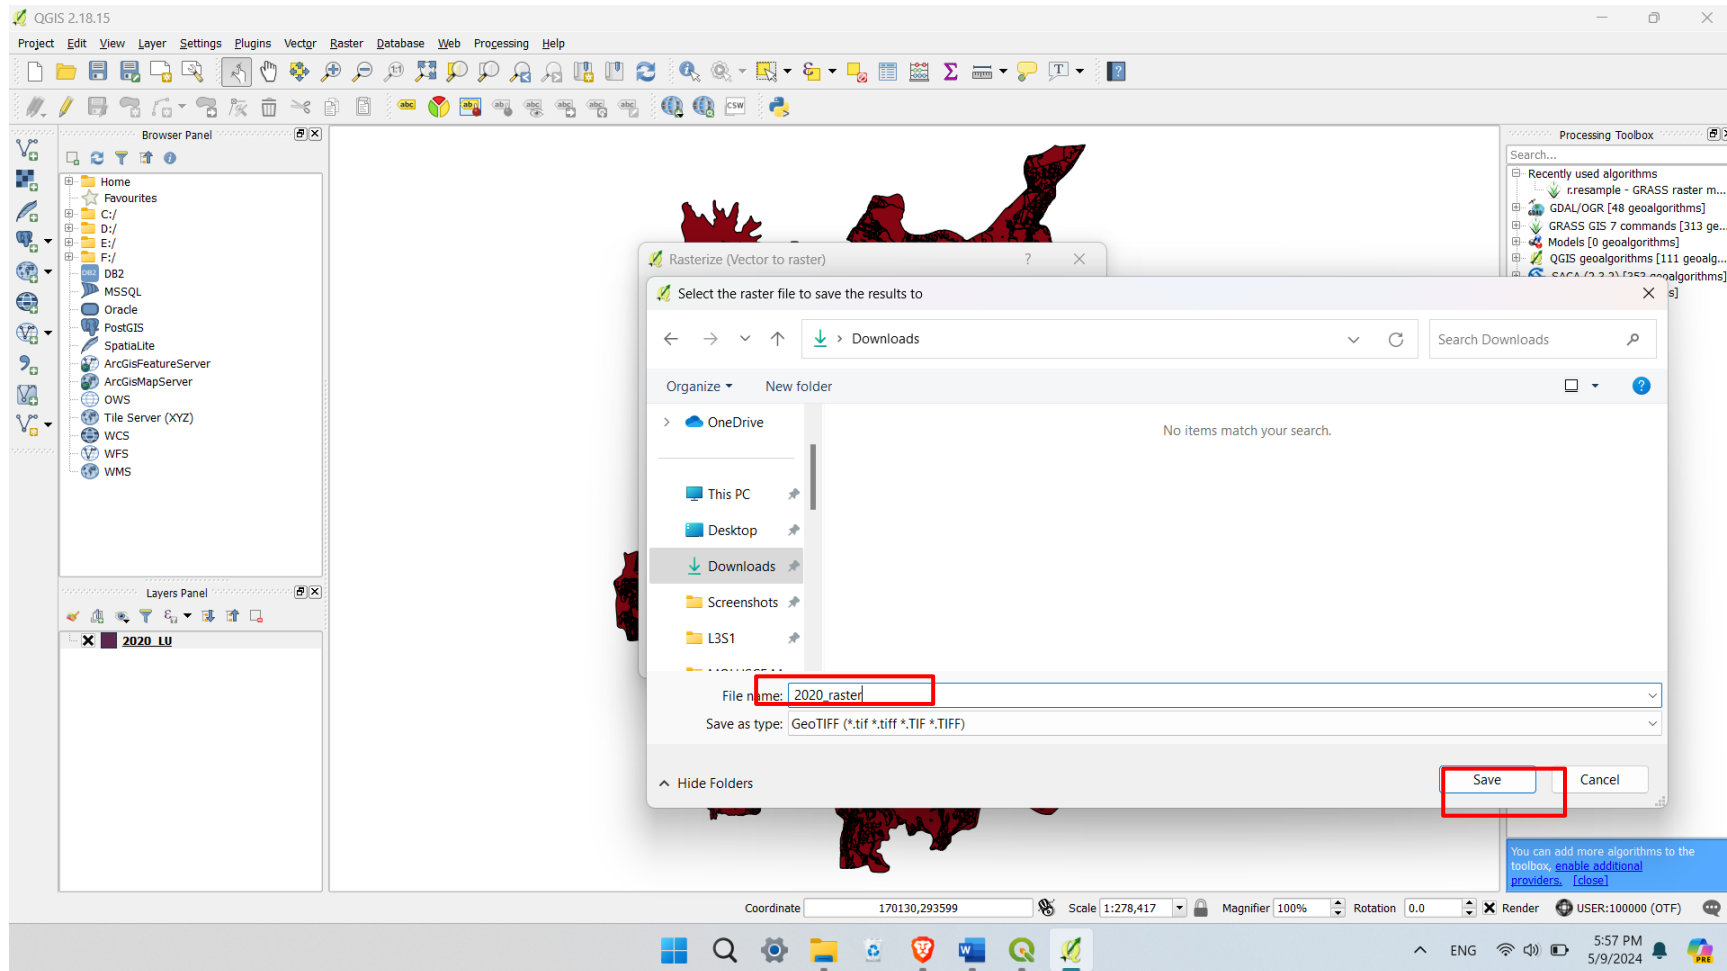 QGIS 2.18.15
Project Edit View Layer Settings Plugins Vector Raster Database Web Processing Help
Browser Panel
Home
Favourites
C:/
D:/
E:/
F:/
DB2
MSSQL
Oracle
PostGIS
SpatiaLite
ArcGisFeatureServer
ArcGisMapServer
OWS
Tile Server (XYZ)
WCS
WFS
WMS
Layers Panel
2020_LU
Rasterize (Vector to raster)
Select the raster file to save the results to
Downloads
Search Downloads
Organize New folder
OneDrive
This PC
Desktop
Downloads
Screenshots
L3S1
No items match your search.
File name: 2020_raster
Save as type: GeoTIFF (*.tif *.tiff *.TIF *.TIFF)
Hide Folders
Save Cancel
Processing Toolbox
Search...
Recently used algorithms
r.resample - GRASS raster m...
GDAL/OGR [48 geoalgorithms]
GRASS GIS 7 commands [313 ge...
Models [0 geoalgorithms]
QGIS geoalgorithms [111 geoalg...
s]
You can add more algorithms to the
toolbox, enable additional
providers. [close]
Coordinate 170130,293599 Scale 1:278,417 Magnifier 100% Rotation 0.0 Render USER:100000 (OTF)
ENG
5:57 PM
5/9/2024